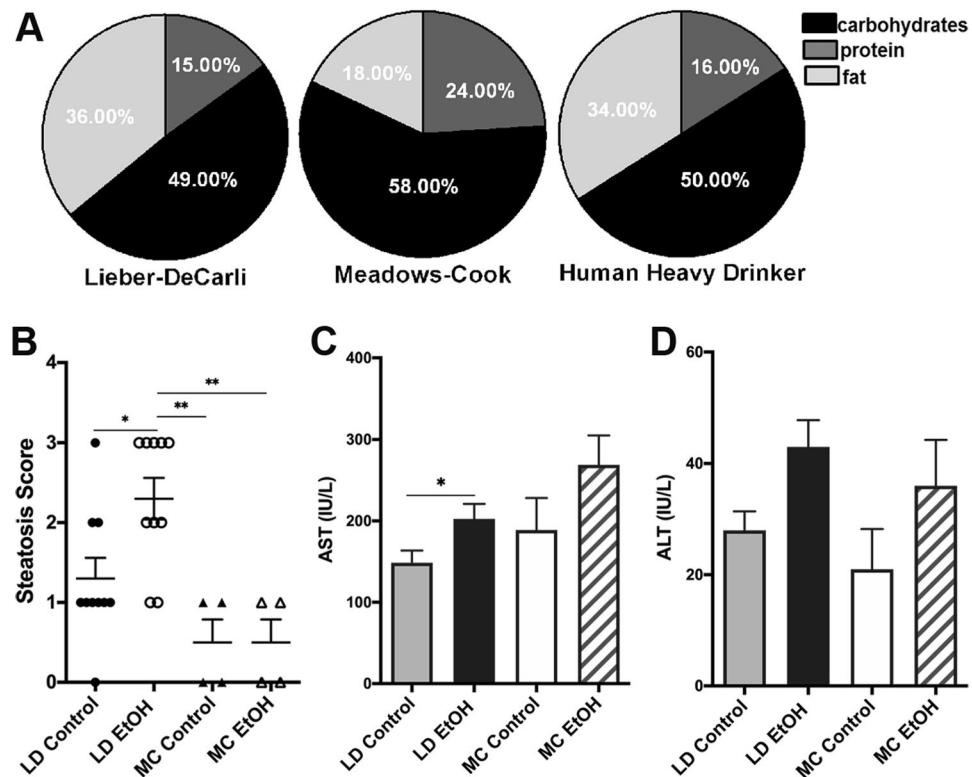 A
carbohydrates
protein
fat
15.00%
36.00%
49.00%
Lieber-DeCarli
18.00%
24.00%
58.00%
Meadows-Cook
16.00%
34.00%
50.00%
Human Heavy Drinker
B
Steatosis Score
4
3
2
1
0
*
**
**
LD Control
LD EtOH
MC Control
MC EtOH
C
AST (IU/L)
400
300
200
100
0
*
LD Control
LD EtOH
MC Control
MC EtOH
D
ALT (IU/L)
60
40
20
0
LD Control
LD EtOH
MC Control
MC EtOH